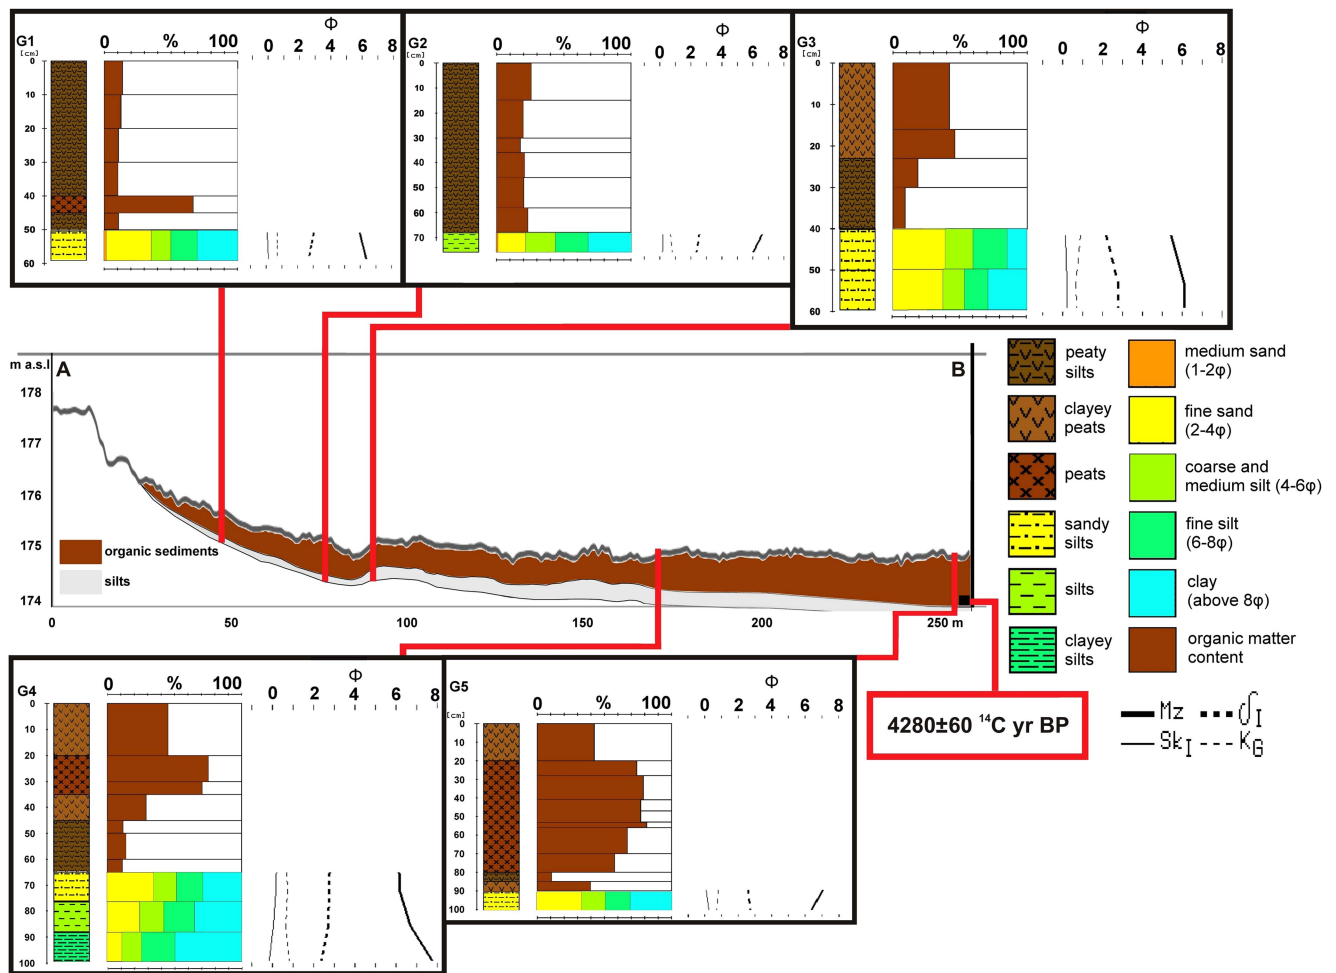 Φ
G1
[cm]
0 % 100
0 2 4 6 8
0
10
20
30
40
50
60
Φ
G2
[cm]
0 % 100
0 2 4 6 8
0
10
20
30
40
50
60
70
Φ
G3
[cm]
0 % 100
0 2 4 6 8
0
10
20
30
40
50
60
m a.s.l
A
B
178
177
176
175
174
organic sediments
silts
0 50 100 150 200 250 m
peaty
silts
clayey
peats
peats
sandy
silts
silts
clayey
silts
medium sand
(1-2φ)
fine sand
(2-4φ)
coarse and
medium silt (4-6φ)
fine silt
(6-8φ)
clay
(above 8φ)
organic matter
content
Φ
G4
[cm]
0 % 100
0 2 4 6 8
0
10
20
30
40
50
60
70
80
90
100
Φ
G5
[cm]
0 % 100
0 2 4 6 8
0
10
20
30
40
50
60
70
80
90
100
4280±60 ¹⁴C yr BP
Mz
SkI
KG